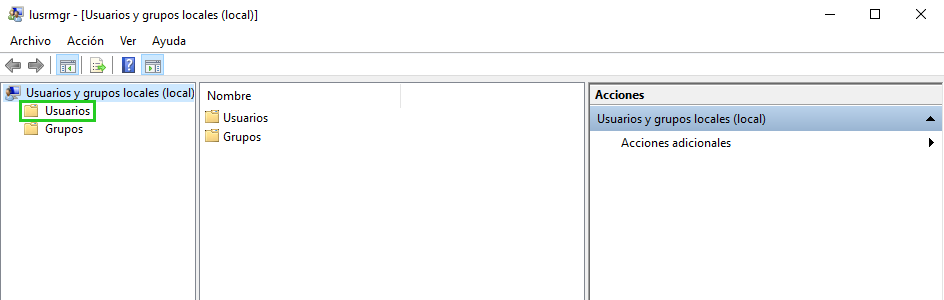 lusrmgr - [Usuarios y grupos locales (local)]
Archivo Acción Ver Ayuda
Usuarios y grupos locales (local)
Usuarios
Grupos
Nombre
Usuarios
Grupos
Acciones
Usuarios y grupos locales (local)
Acciones adicionales